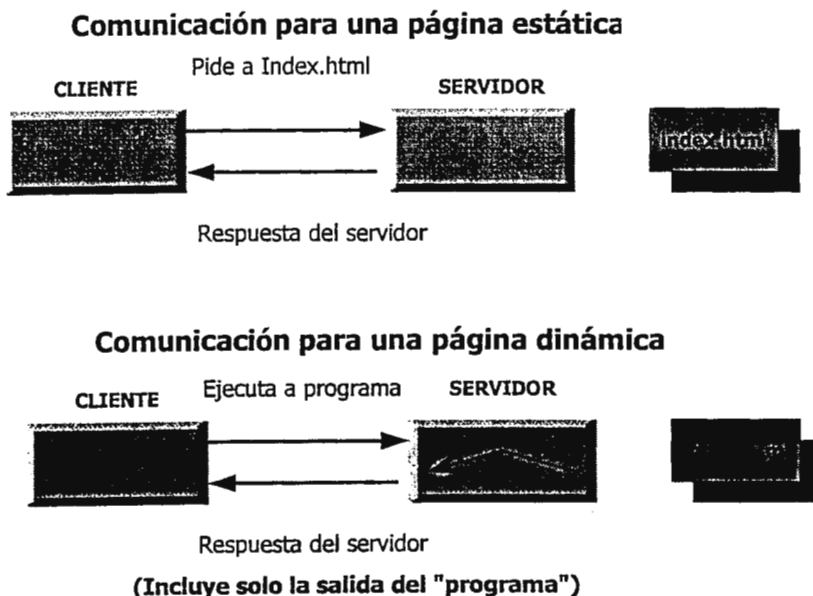 Comunicación para una página estática
Pide a Index.html
CLIENTE
SERVIDOR
Index.html
Respuesta del servidor
Comunicación para una página dinámica
Ejecuta a programa
CLIENTE
SERVIDOR
Respuesta del servidor
(Incluye solo la salida del "programa")